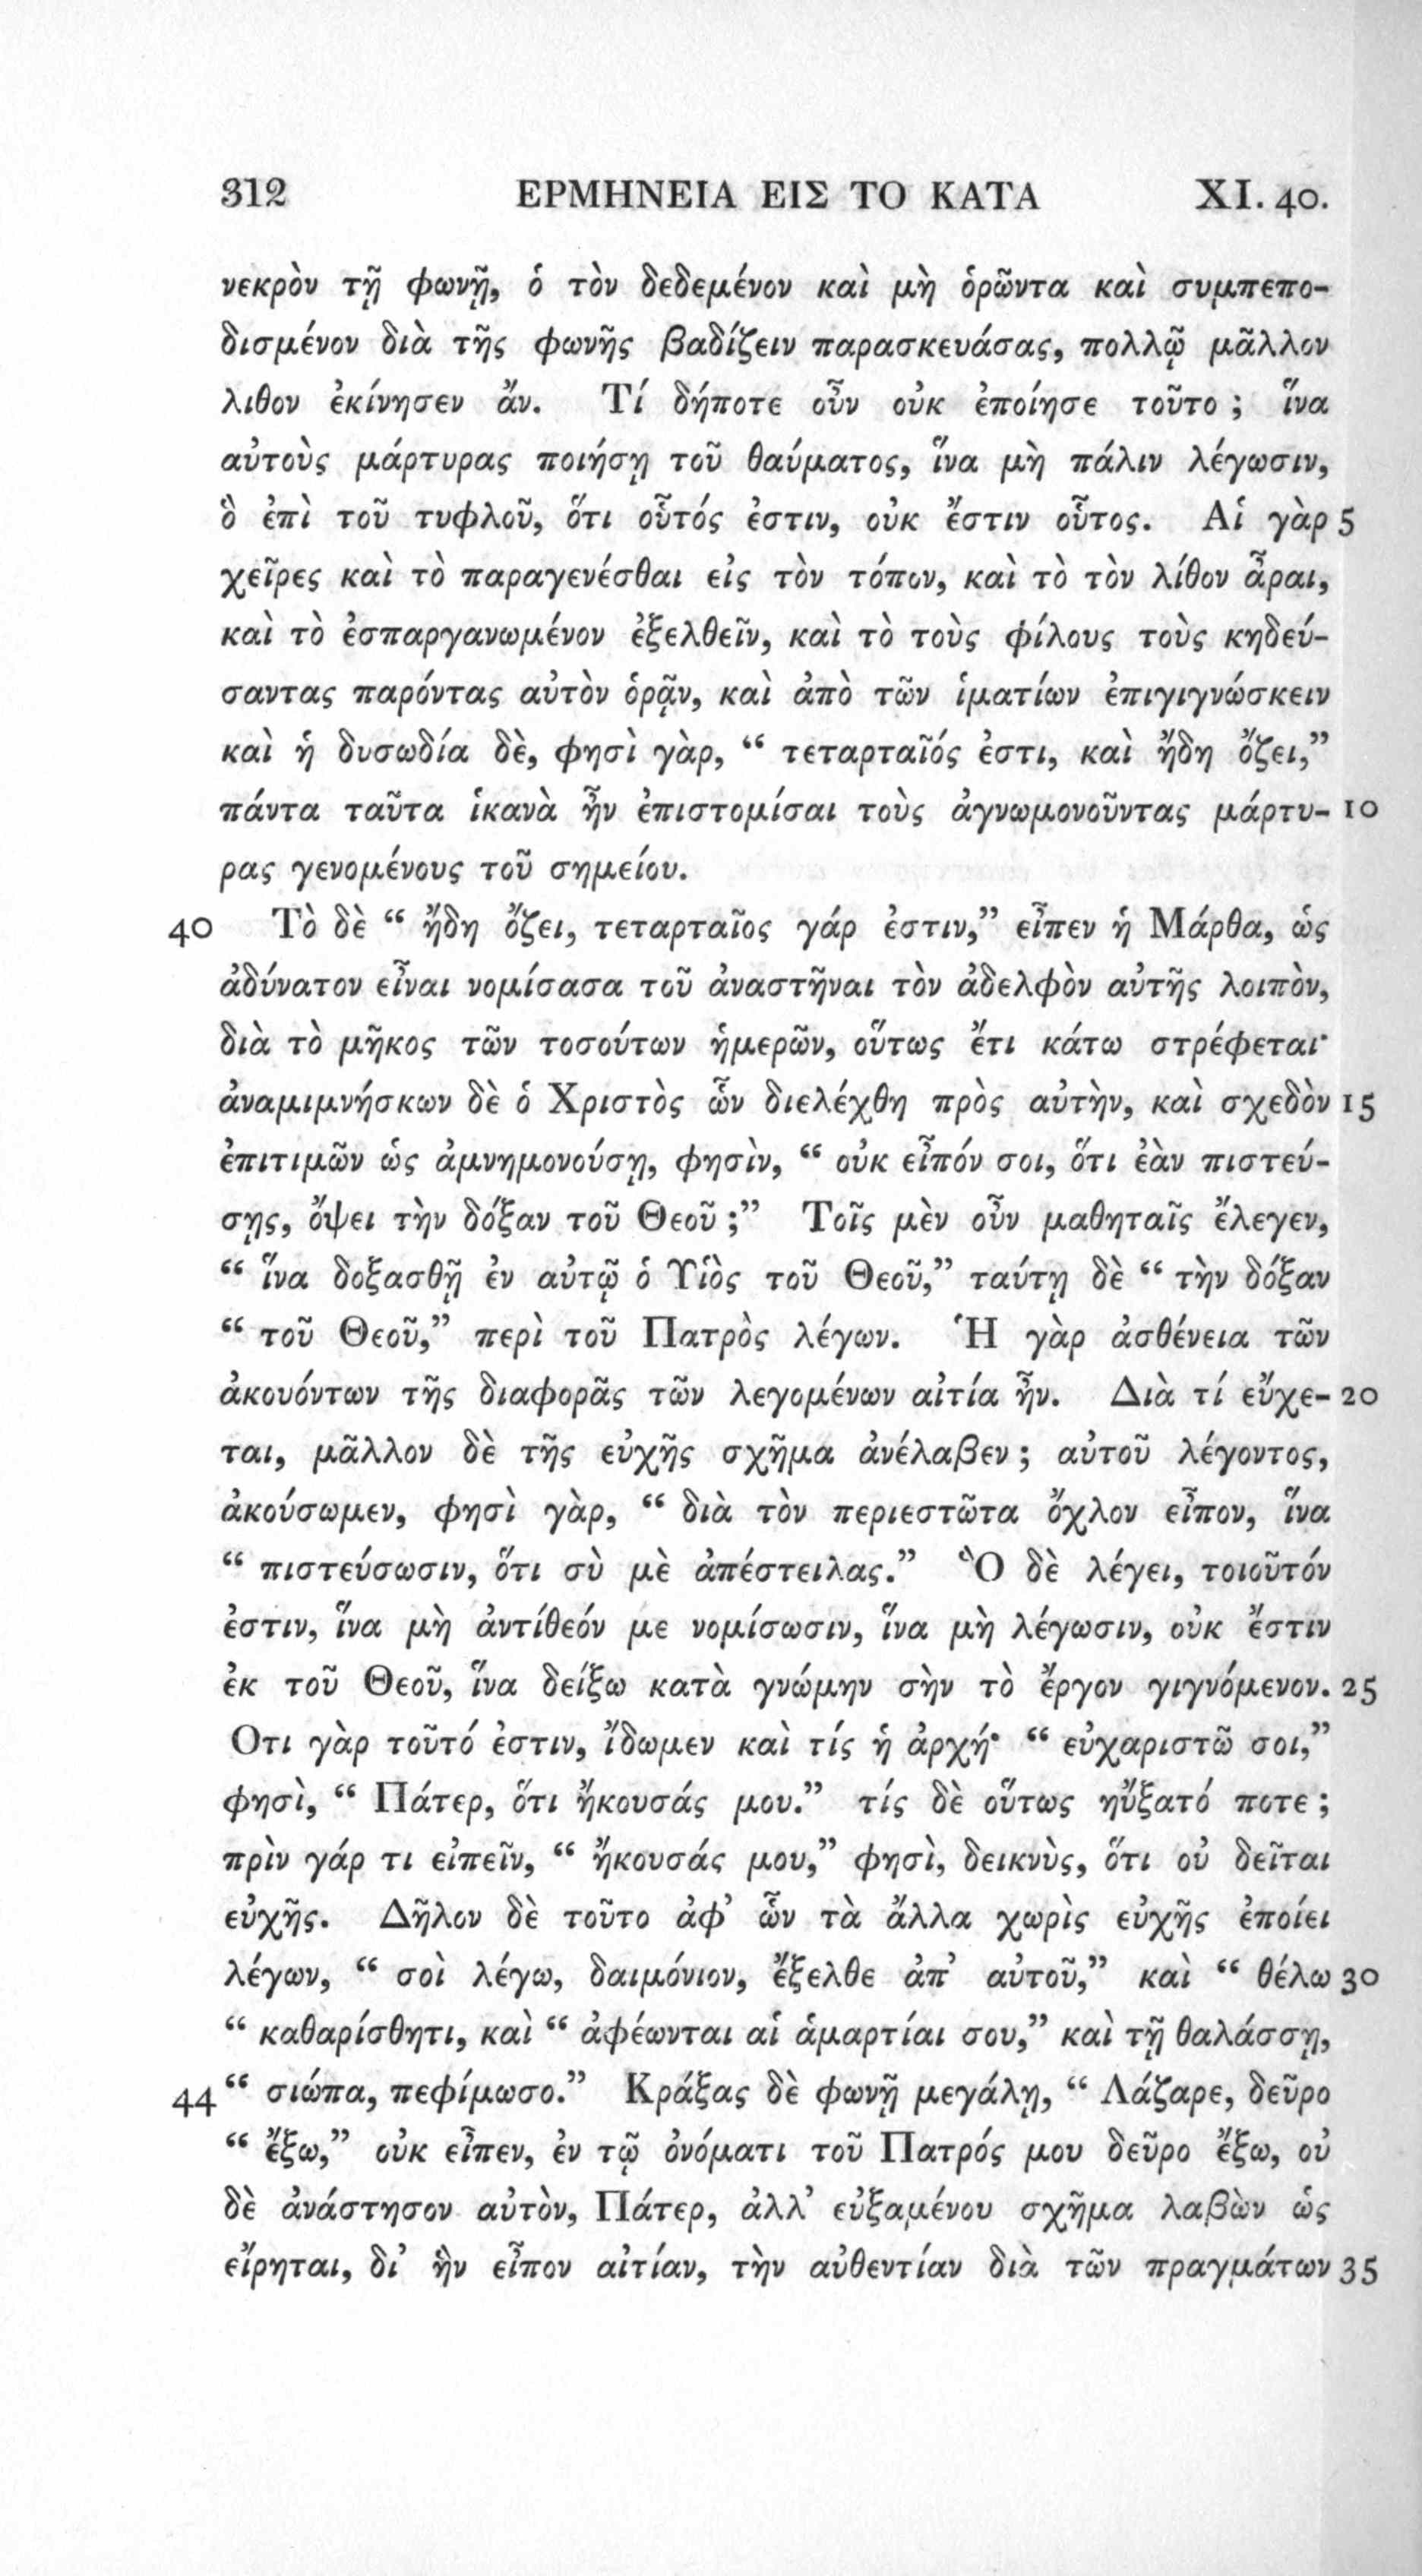 312 ΕΡΜΗΝΕΙΑ ΕΙΣ ΤΟ ΚΑΤΑ XI. 40.
νεκρὸν τῇ φωνῇ, ὁ τὸν δεδεμένον καὶ μὴ ὁρῶντα καὶ συμπεπο-
δισμένον διὰ τῆς φωνῆς βαδίζειν παρασκευάσας, πολλῷ μᾶλλον
λιθον ἐκίνησεν ἄν. Τί δήποτε οὖν οὐκ ἐποίησε τοῦτο ; ἵνα
αὐτοὺς μάρτυρας ποιήσῃ τοῦ θαύματος, ἵνα μὴ πάλιν λέγωσιν,
ὃ ἐπὶ τοῦ τυφλοῦ, ὅτι οὗτός ἐστιν, οὐκ ἔστιν οὗτος. Αἱ γὰρ 5
χεῖρες καὶ τὸ παραγενέσθαι εἰς τὸν τόπον, καὶ τὸ τὸν λίθον ἆραι,
καὶ τὸ ἐσπαργανωμένον ἐξελθεῖν, καὶ τὸ τοὺς φίλους τοὺς κηδεύ-
σαντας παρόντας αὐτὸν ὁρᾷν, καὶ ἀπὸ τῶν ἱματίων ἐπιγιγνώσκειν
καὶ ἡ δυσωδία δὲ, φησὶ γὰρ, “ τεταρταῖός ἐστι, καὶ ἤδη ὄζει,”
πάντα ταῦτα ἱκανὰ ἦν ἐπιστομίσαι τοὺς ἀγνωμονοῦντας μάρτυ- 10
ρας γενομένους τοῦ σημείου.
40 Τὸ δὲ “ ἤδη ὄζει, τεταρταῖος γάρ ἐστιν,” εἶπεν ἡ Μάρθα, ὡς
ἀδύνατον εἶναι νομίσασα τοῦ ἀναστῆναι τὸν ἀδελφὸν αὐτῆς λοιπὸν,
διὰ τὸ μῆκος τῶν τοσούτων ἡμερῶν, οὕτως ἔτι κάτω στρέφεται·
ἀναμιμνήσκων δὲ ὁ Χριστὸς ὧν διελέχθη πρὸς αὐτὴν, καὶ σχεδὸν 15
ἐπιτιμῶν ὡς ἀμνημονούσῃ, φησὶν, “ οὐκ εἶπόν σοι, ὅτι ἐὰν πιστεύ-
σῃς, ὄψει τὴν δόξαν τοῦ Θεοῦ ;” Τοῖς μὲν οὖν μαθηταῖς ἔλεγεν,
“ ἵνα δοξασθῇ ἐν αὐτῷ ὁ Υἱὸς τοῦ Θεοῦ,” ταύτῃ δὲ “ τὴν δόξαν
“ τοῦ Θεοῦ,” περὶ τοῦ Πατρὸς λέγων. Ἡ γὰρ ἀσθένεια τῶν
ἀκουόντων τῆς διαφορᾶς τῶν λεγομένων αἰτία ἦν. Διὰ τί εὔχε- 20
ται, μᾶλλον δὲ τῆς εὐχῆς σχῆμα ἀνέλαβεν ; αὐτοῦ λέγοντος,
ἀκούσωμεν, φησὶ γὰρ, “ διὰ τὸν περιεστῶτα ὄχλον εἶπον, ἵνα
“ πιστεύσωσιν, ὅτι σὺ μὲ ἀπέστειλας.” Ὃ δὲ λέγει, τοιοῦτόν
ἐστιν, ἵνα μὴ ἀντίθεόν με νομίσωσιν, ἵνα μὴ λέγωσιν, οὐκ ἔστιν
ἐκ τοῦ Θεοῦ, ἵνα δείξω κατὰ γνώμην σὴν τὸ ἔργον γιγνόμενον. 25
Οτι γὰρ τοῦτό ἐστιν, ἴδωμεν καὶ τίς ἡ ἀρχή· “ εὐχαριστῶ σοι,”
φησὶ, “ Πάτερ, ὅτι ἤκουσάς μου.” τίς δὲ οὕτως ηὔξατό ποτε ;
πρὶν γάρ τι εἰπεῖν, “ ἤκουσάς μου,” φησὶ, δεικνὺς, ὅτι οὐ δεῖται
εὐχῆς. Δῆλον δὲ τοῦτο ἀφ’ ὧν τὰ ἄλλα χωρὶς εὐχῆς ἐποίει
λέγων, “ σοὶ λέγω, δαιμόνιον, ἔξελθε ἀπ’ αὐτοῦ,” καὶ “ θέλω 30
“ καθαρίσθητι, καὶ “ ἀφέωνται αἱ ἁμαρτίαι σου,” καὶ τῇ θαλάσσῃ,
44 “ σιώπα, πεφίμωσο.” Κράξας δὲ φωνῇ μεγάλῃ, “ Λάζαρε, δεῦρο
“ ἔξω,” οὐκ εἶπεν, ἐν τῷ ὀνόματι τοῦ Πατρός μου δεῦρο ἔξω, οὐ
δὲ ἀνάστησον αὐτὸν, Πάτερ, ἀλλ’ εὐξαμένου σχῆμα λαβὼν ὡς
εἴρηται, δι’ ἣν εἶπον αἰτίαν, τὴν αὐθεντίαν διὰ τῶν πραγμάτων 35